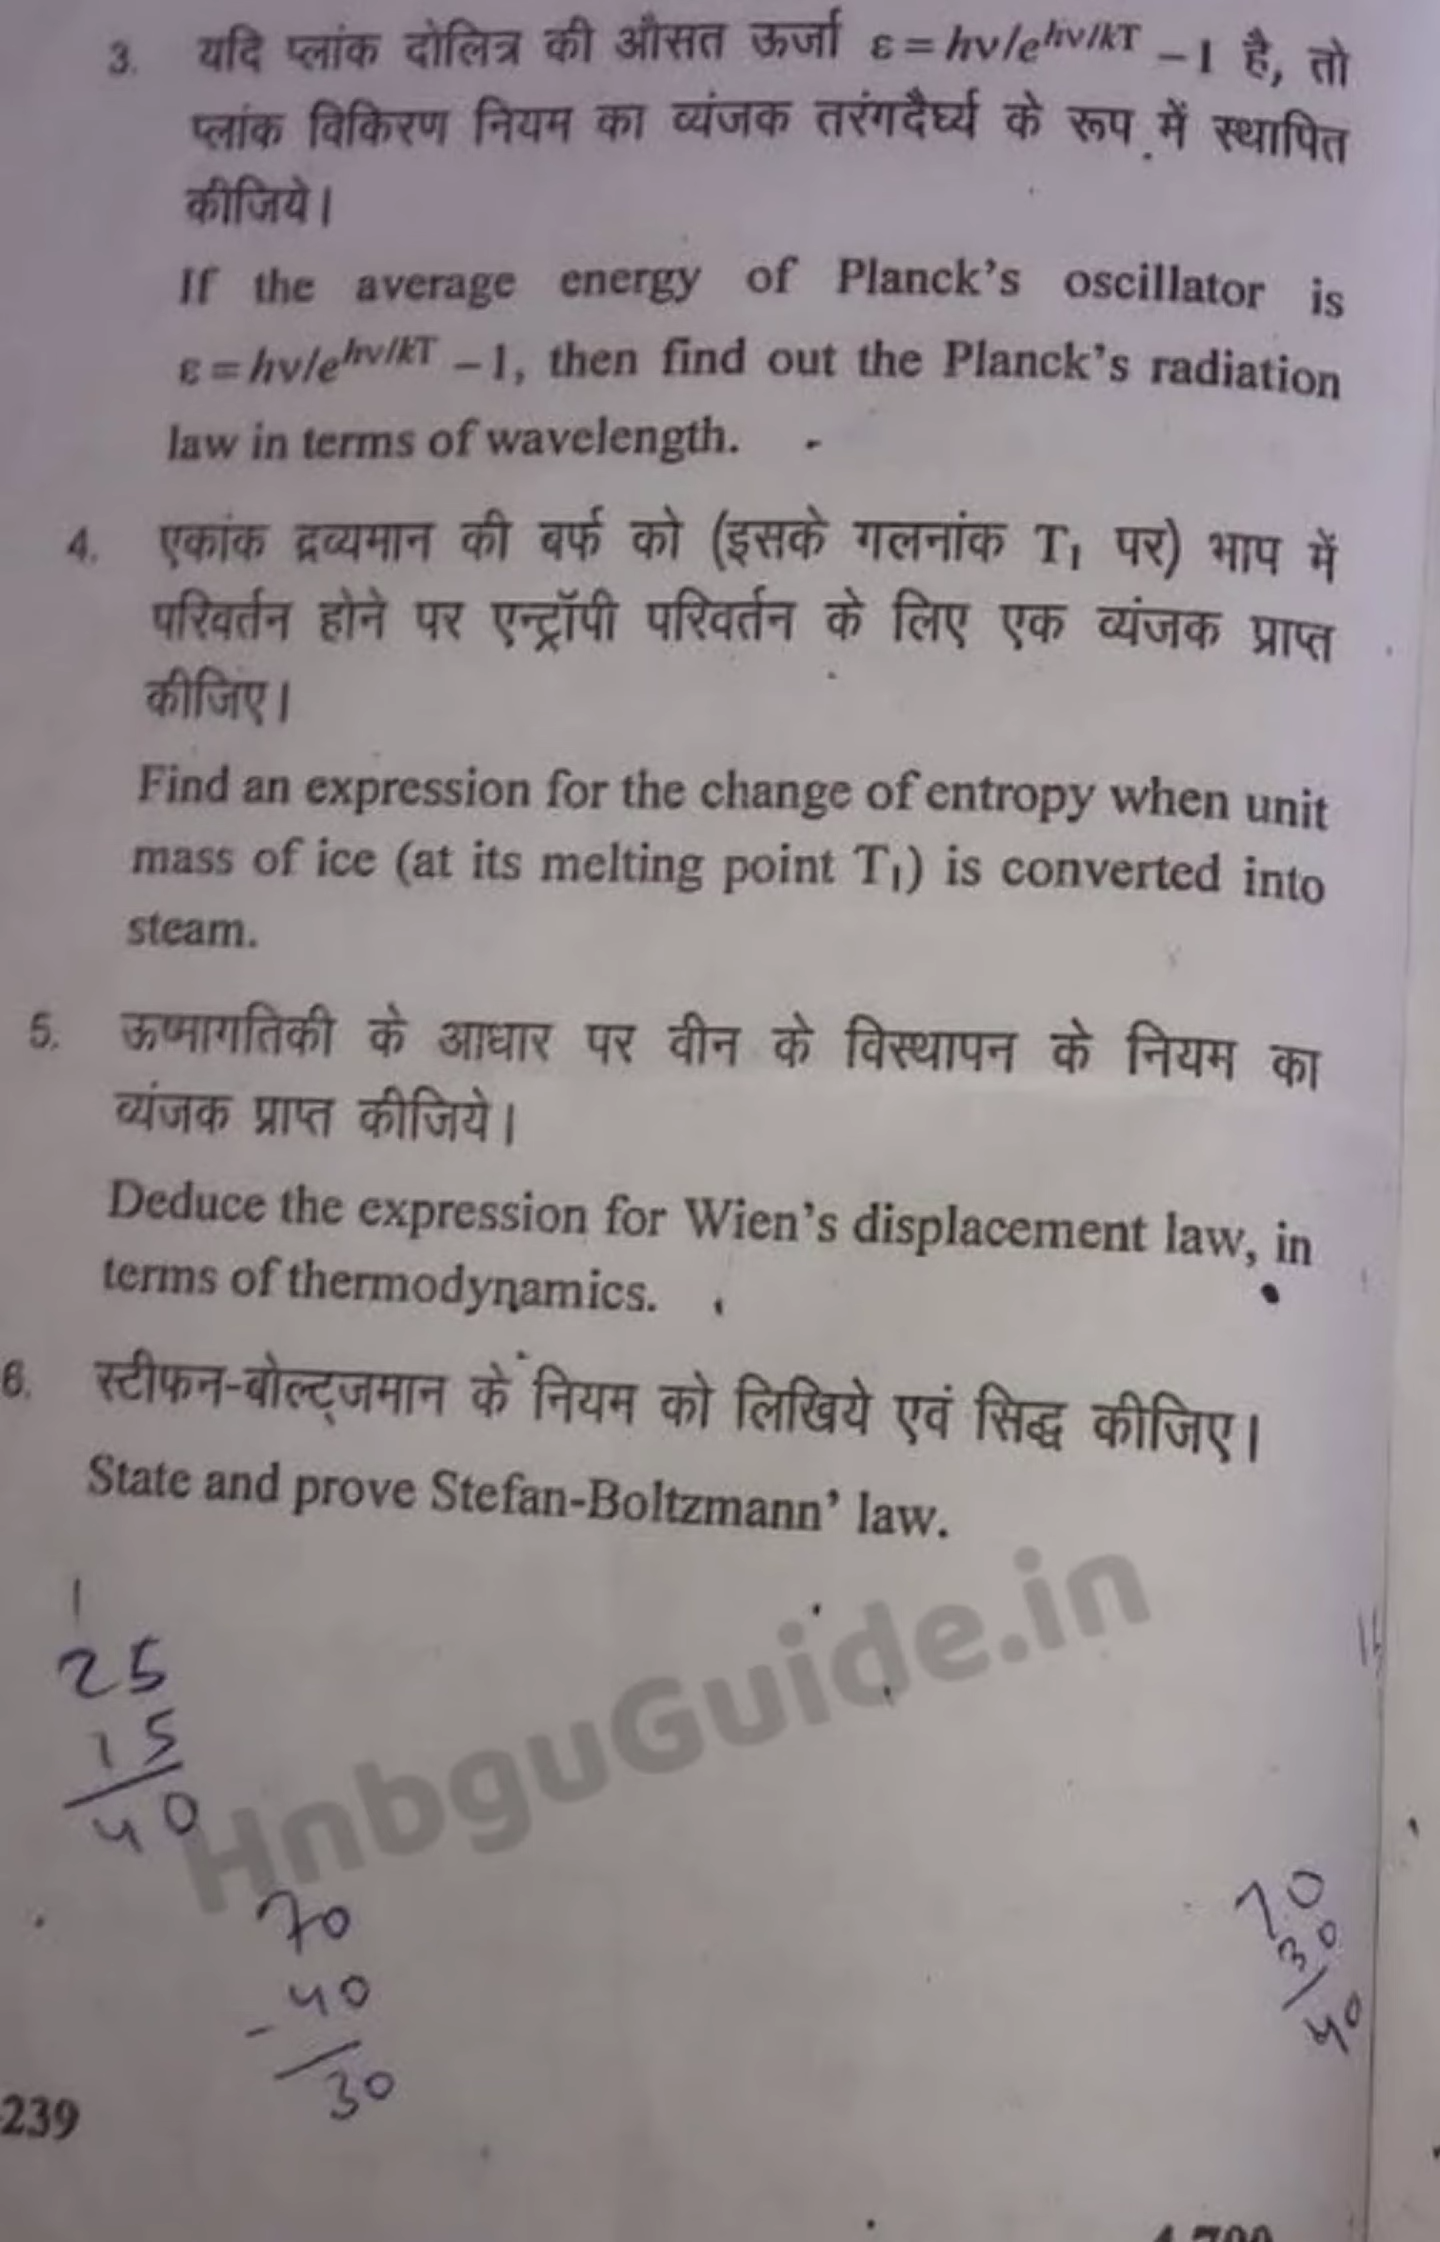 3. यदि प्लांक दोलित्र की औसत ऊर्जा ε = hν/e^hν/kT – 1 है, तो
प्लांक विकिरण नियम का व्यंजक तरंगदैर्घ्य के रूप में स्थापित
कीजिये।
If the average energy of Planck's oscillator is
ε = hν/e^hν/kT – 1, then find out the Planck's radiation
law in terms of wavelength.
4. एकांक द्रव्यमान की बर्फ को (इसके गलनांक T₁ पर) भाप में
परिवर्तन होने पर एन्ट्रॉपी परिवर्तन के लिए एक व्यंजक प्राप्त
कीजिए।
Find an expression for the change of entropy when unit
mass of ice (at its melting point T₁) is converted into
steam.
5. ऊष्मागतिकी के आधार पर वीन के विस्थापन के नियम का
व्यंजक प्राप्त कीजिये।
Deduce the expression for Wien's displacement law, in
terms of thermodynamics.
6. स्टीफन-बोल्ट्जमान के नियम को लिखिये एवं सिद्ध कीजिए।
State and prove Stefan-Boltzmann' law.
HnbguGuide.in
1
25
15
40
70
- 40
30
70
30
40
239